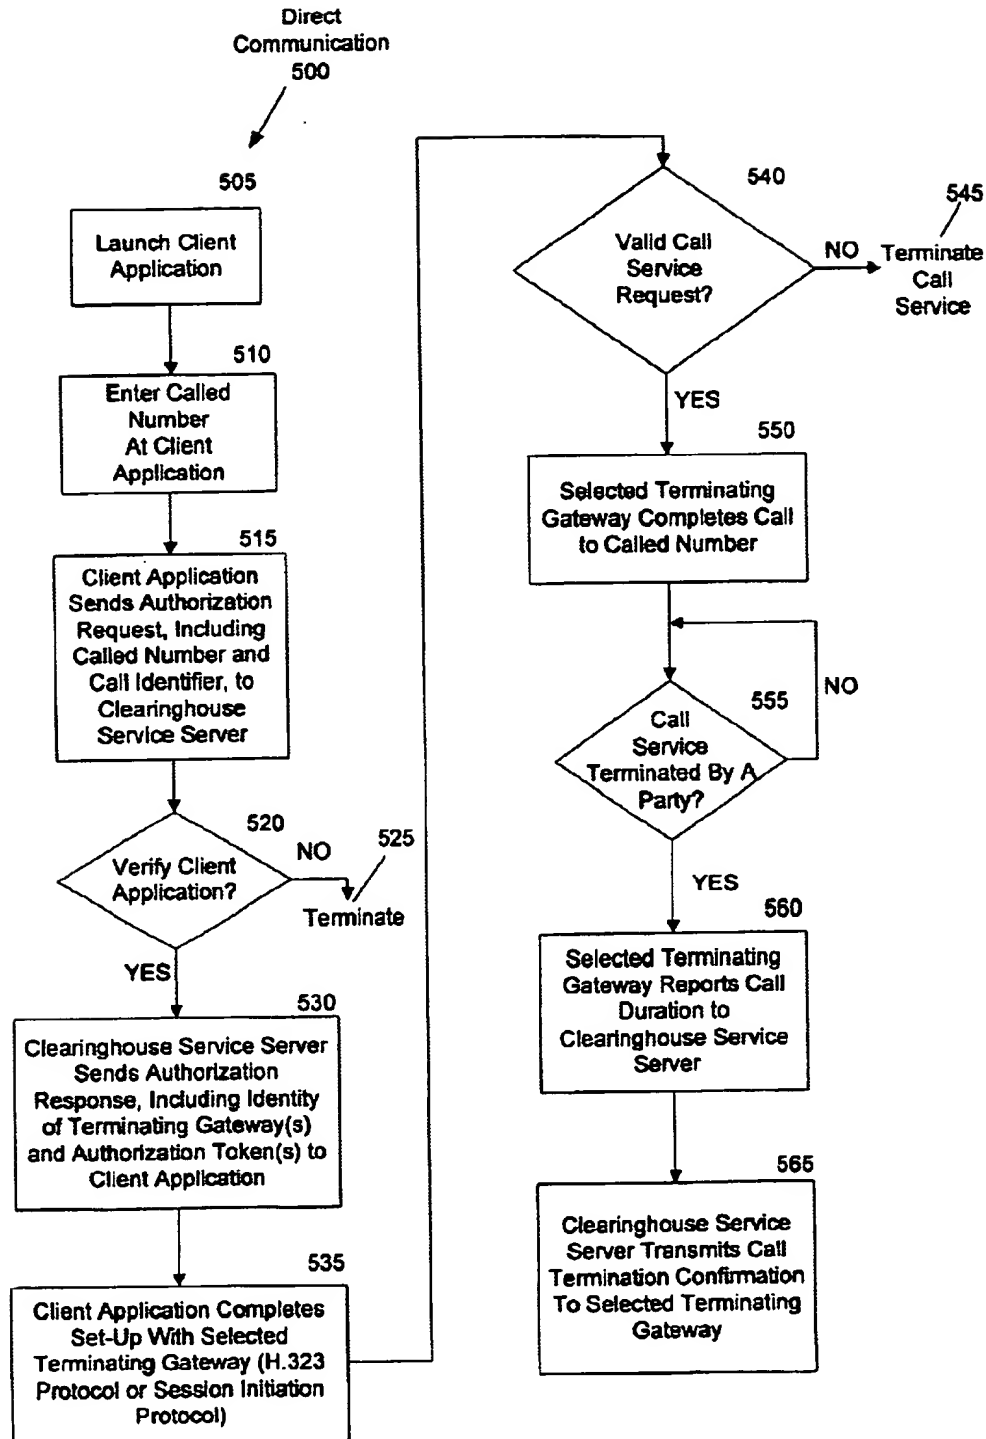 Direct
Communication
500
505
Launch Client
Application
510
Enter Called
Number
At Client
Application
515
Client Application
Sends Authorization
Request, Including
Called Number and
Call Identifier, to
Clearinghouse
Service Server
520
Verify Client
Application?
NO
525
Terminate
YES
530
Clearinghouse Service Server
Sends Authorization
Response, Including Identity
of Terminating Gateway(s)
and Authorization Token(s) to
Client Application
535
Client Application Completes
Set-Up With Selected
Terminating Gateway (H.323
Protocol or Session Initiation
Protocol)
540
Valid Call
Service
Request?
NO
545
Terminate
Call
Service
YES
550
Selected Terminating
Gateway Completes Call
to Called Number
555
Call
Service
Terminated By A
Party?
NO
YES
560
Selected Terminating
Gateway Reports Call
Duration to
Clearinghouse Service
Server
565
Clearinghouse Service
Server Transmits Call
Termination Confirmation
To Selected Terminating
Gateway